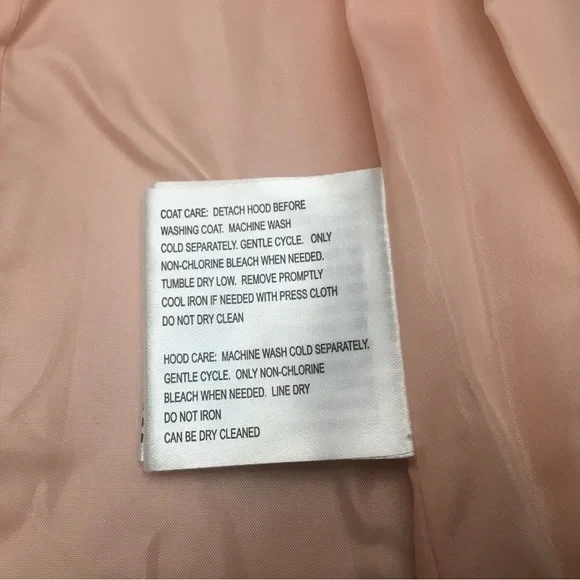 COAT CARE: DETACH HOOD BEFORE
WASHING COAT. MACHINE WASH
COLD SEPARATELY. GENTLE CYCLE. ONLY
NON-CHLORINE BLEACH WHEN NEEDED.
TUMBLE DRY LOW. REMOVE PROMPTLY
COOL IRON IF NEEDED WITH PRESS CLOTH
DO NOT DRY CLEAN
HOOD CARE: MACHINE WASH COLD SEPARATELY.
GENTLE CYCLE. ONLY NON-CHLORINE
BLEACH WHEN NEEDED. LINE DRY
DO NOT IRON
CAN BE DRY CLEANED